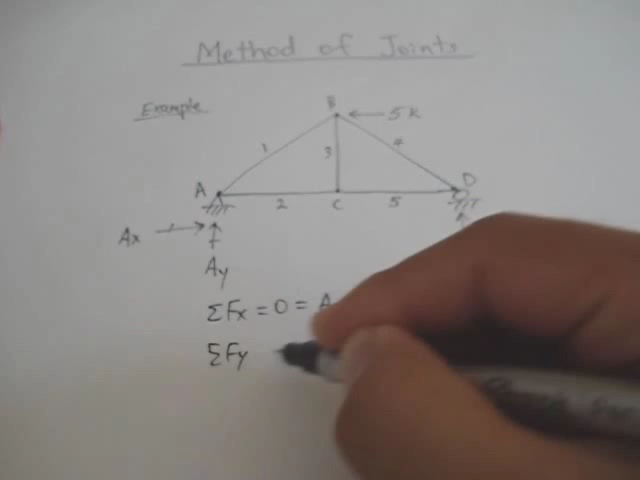 Method of Joints
Example
B
5K
1
3
4
A
D
2
C
5
Ax
Ay
ΣFx = 0 = A
ΣFy